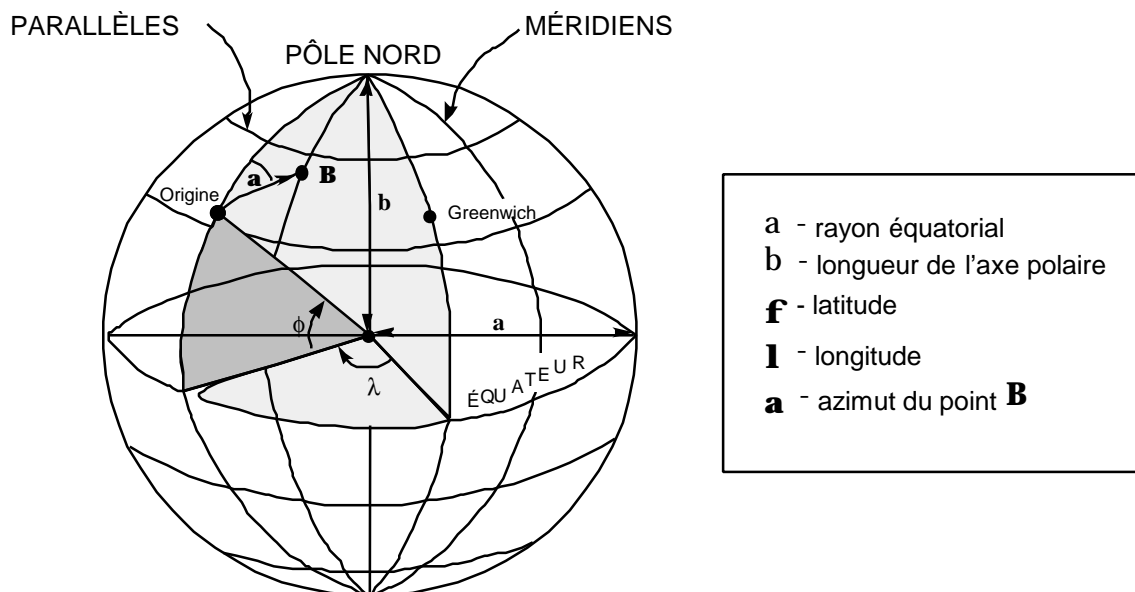 PARALLÈLES
MÉRIDIENS
PÔLE NORD
a
B
Origine
b
Greenwich
ϕ
a
λ
ÉQUATEUR
a - rayon équatorial
b - longueur de l'axe polaire
f - latitude
l - longitude
a - azimut du point B